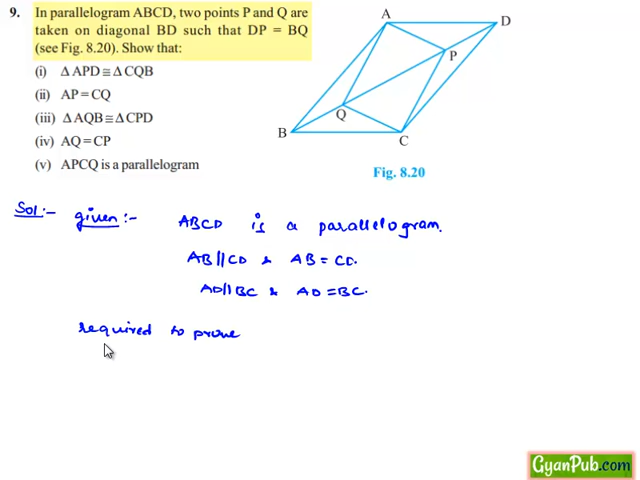 9. In parallelogram ABCD, two points P and Q are
taken on diagonal BD such that DP = BQ
(see Fig. 8.20). Show that:
(i) Δ APD ≅ Δ CQB
(ii) AP = CQ
(iii) Δ AQB ≅ Δ CPD
(iv) AQ = CP
(v) APCQ is a parallelogram
A
D
P
Q
B
C
Fig. 8.20
Sol:- given:- ABCD is a parallelogram.
AB || CD & AB = CD.
AD || BC & AD = BC.
required to prove
GyanPub.com